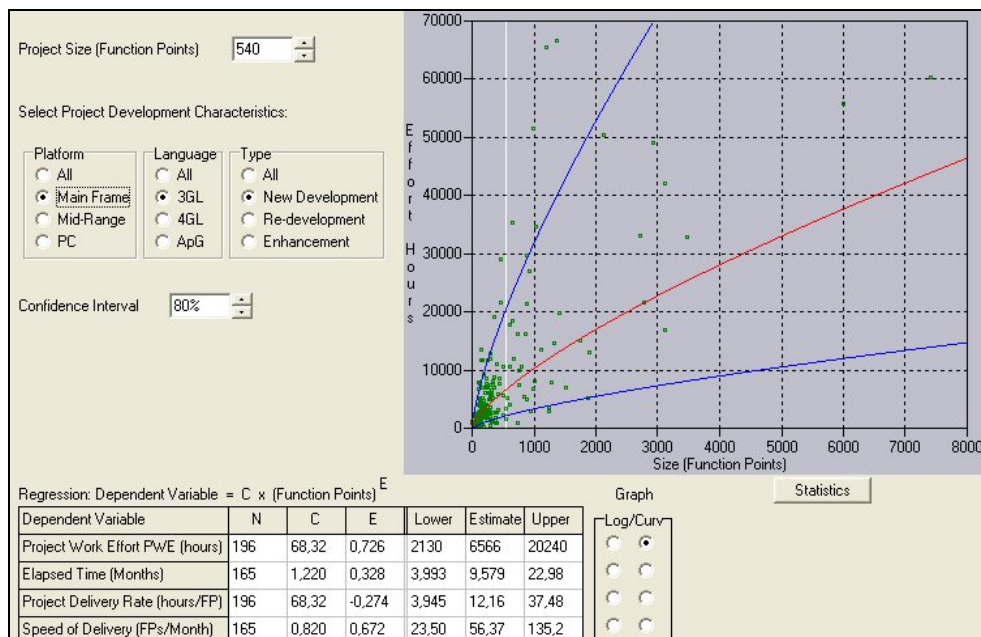 Project Size (Function Points) 540
Select Project Development Characteristics:
Platform
All
Main Frame
Mid-Range
PC
Language
All
3GL
4GL
ApG
Type
All
New Development
Re-development
Enhancement
Confidence Interval 80%
Effort Hours
70000
60000
50000
40000
30000
20000
10000
0
0 1000 2000 3000 4000 5000 6000 7000 8000
Size (Function Points)
Statistics
Regression: Dependent Variable = C x (Function Points) E
Graph
Log/Curv
Dependent Variable N C E Lower Estimate Upper
Project Work Effort PWE (hours) 196 68,32 0,726 2130 6566 20240
Elapsed Time (Months) 165 1,220 0,328 3,993 9,579 22,98
Project Delivery Rate (hours/FP) 196 68,32 -0,274 3,945 12,16 37,48
Speed of Delivery (FPs/Month) 165 0,820 0,672 23,50 56,37 135,2